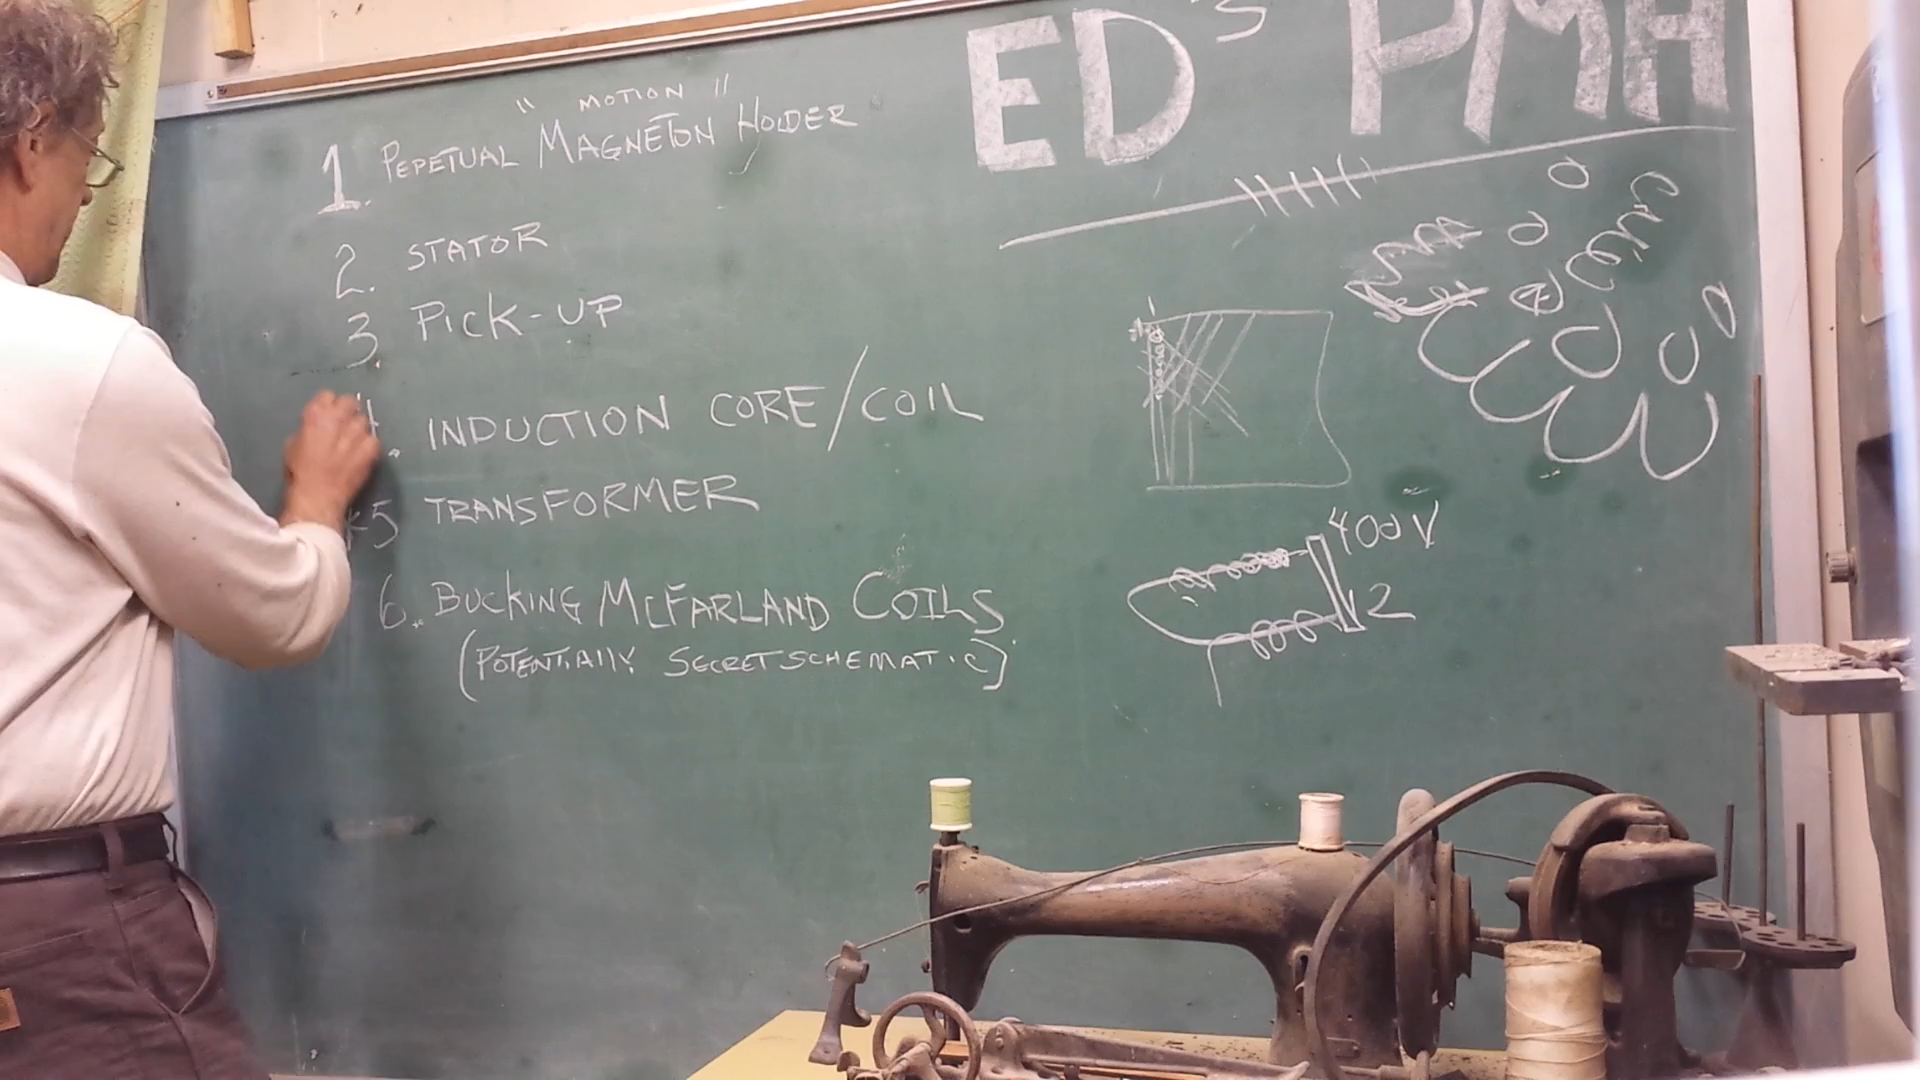 ED's PMH
" MOTION "
1. PEPETUAL MAGNETON HOLDER
2. STATOR
3. PICK-UP
4. INDUCTION CORE/COIL
*5 TRANSFORMER
6. BUCKING McFARLAND COILS
(POTENTIALLY SECRET SCHEMATIC)
400V
2